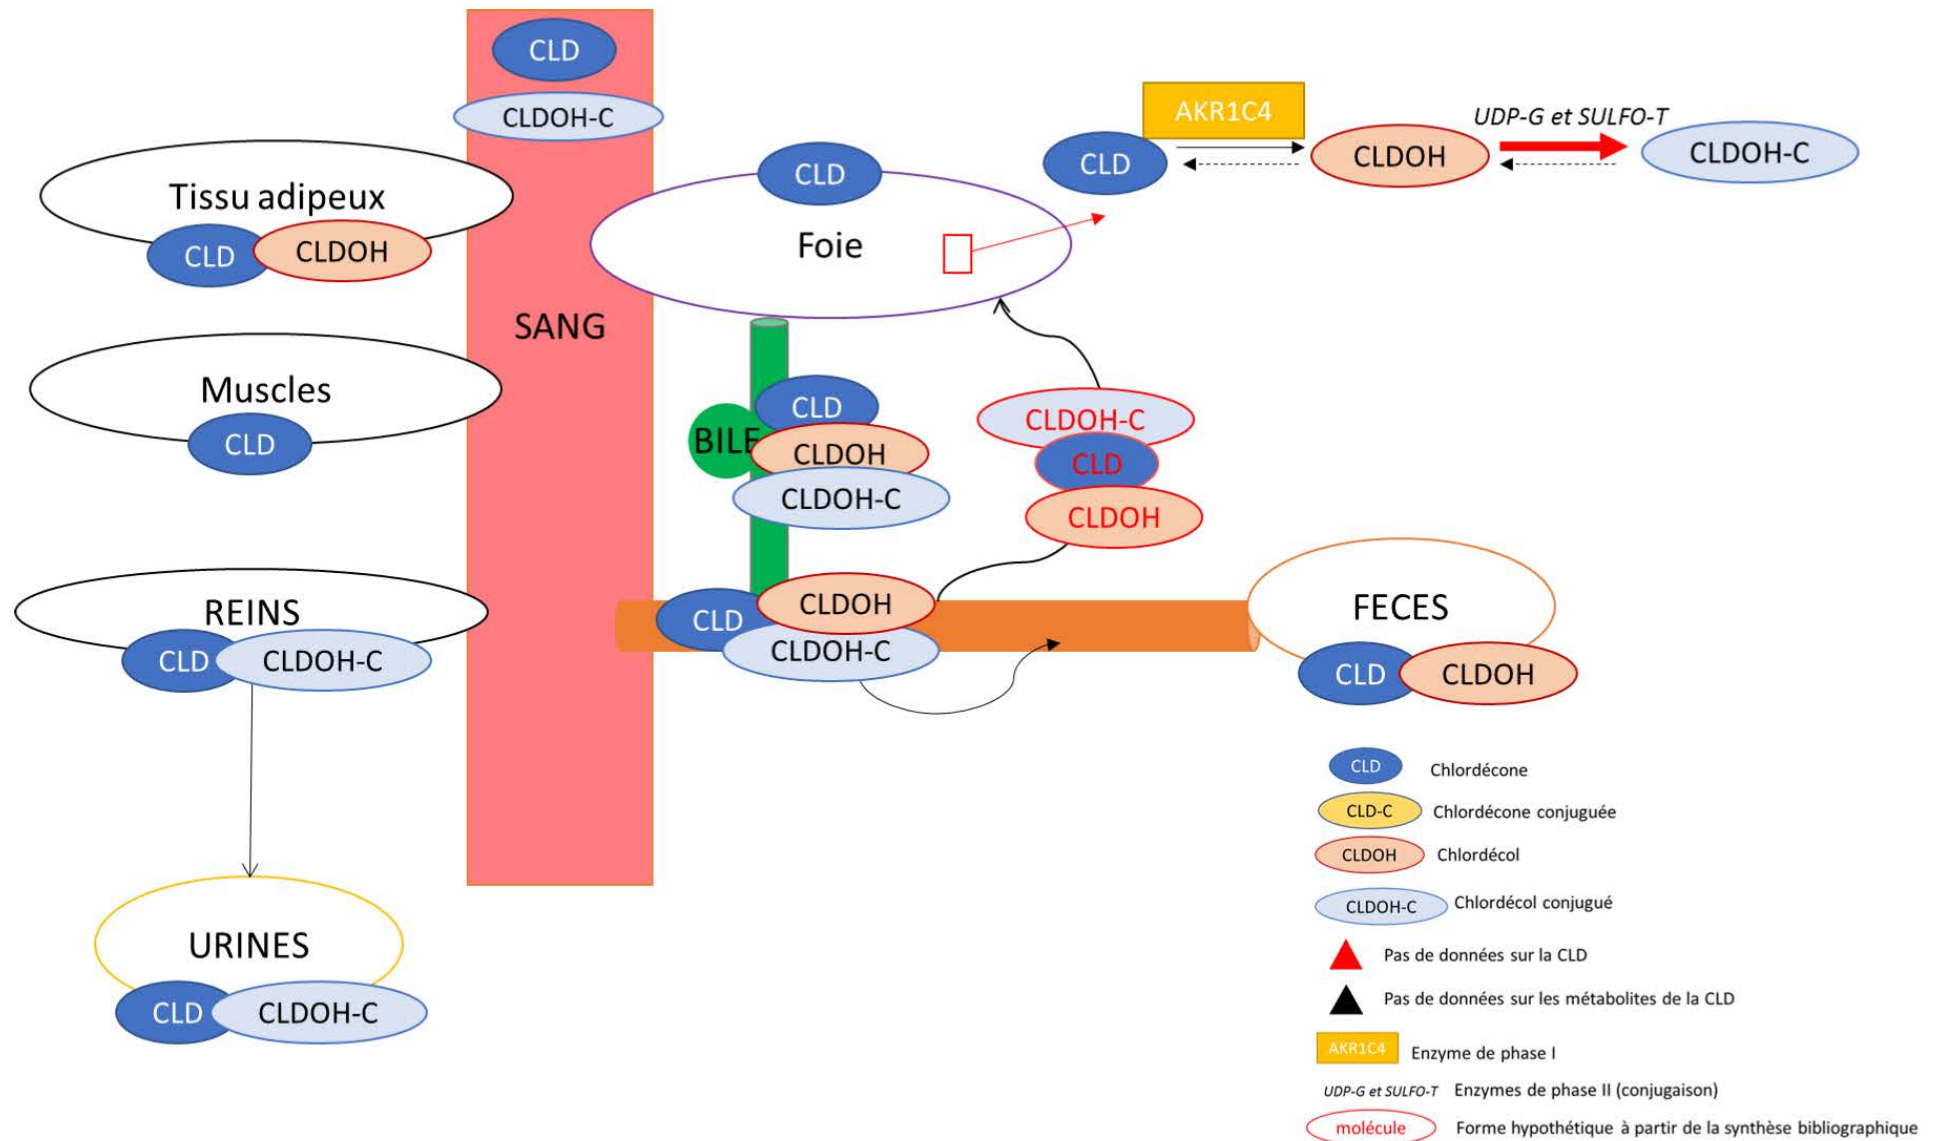 CLD
CLDOH-C
AKR1C4
UDP-G et SULFO-T
CLD
CLDOH
CLDOH-C
Tissu adipeux
CLD
CLDOH
CLD
Foie
SANG
Muscles
CLD
BILE
CLD
CLDOH
CLDOH-C
CLDOH-C
CLD
CLDOH
REINS
CLD
CLDOH-C
CLD
CLDOH
CLDOH-C
FECES
CLD
CLDOH
URINES
CLD
CLDOH-C
CLD Chlordécone
CLD-C Chlordécone conjuguée
CLDOH Chlordécol
CLDOH-C Chlordécol conjugué
Pas de données sur la CLD
Pas de données sur les métabolites de la CLD
AKR1C4 Enzyme de phase I
UDP-G et SULFO-T Enzymes de phase II (conjugaison)
molécule Forme hypothétique à partir de la synthèse bibliographique